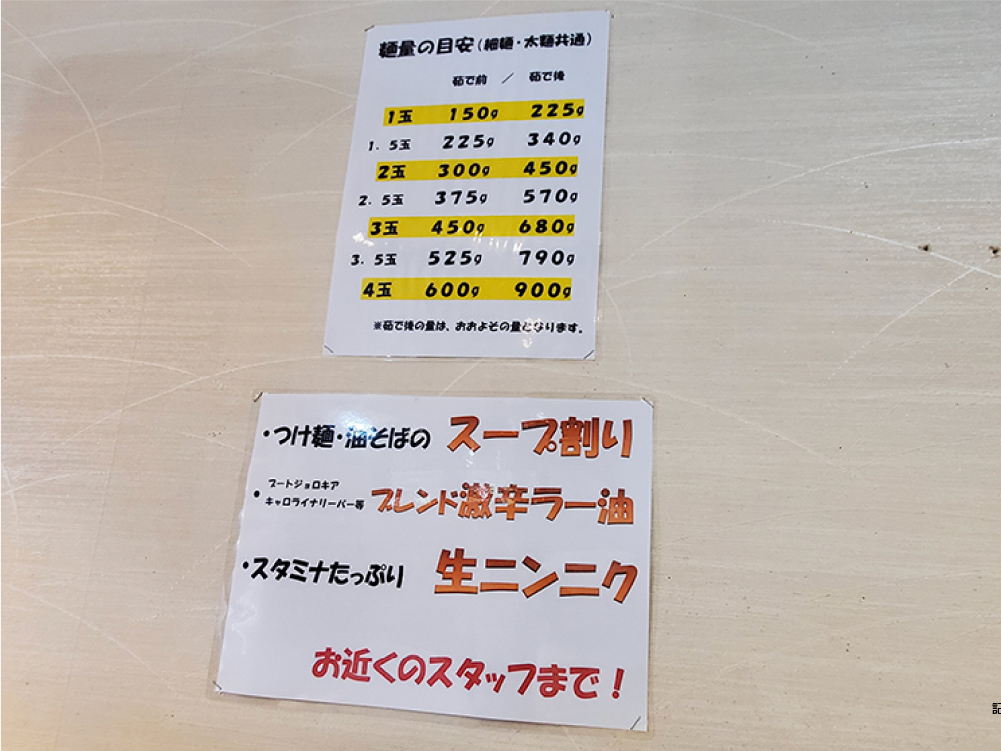 麺量の目安(細麺・太麺共通)
茹で前 / 茹で後
1玉 150g 225g
1.5玉 225g 340g
2玉 300g 450g
2.5玉 375g 570g
3玉 450g 680g
3.5玉 525g 790g
4玉 600g 900g
※茹で後の量は、おおよその量となります。
・つけ麺・油そばの スープ割り
・ブートジョロキア
キャロライナリーパー等 ブレンド激辛ラー油
・スタミナたっぷり 生ニンニク
お近くのスタッフまで!
記